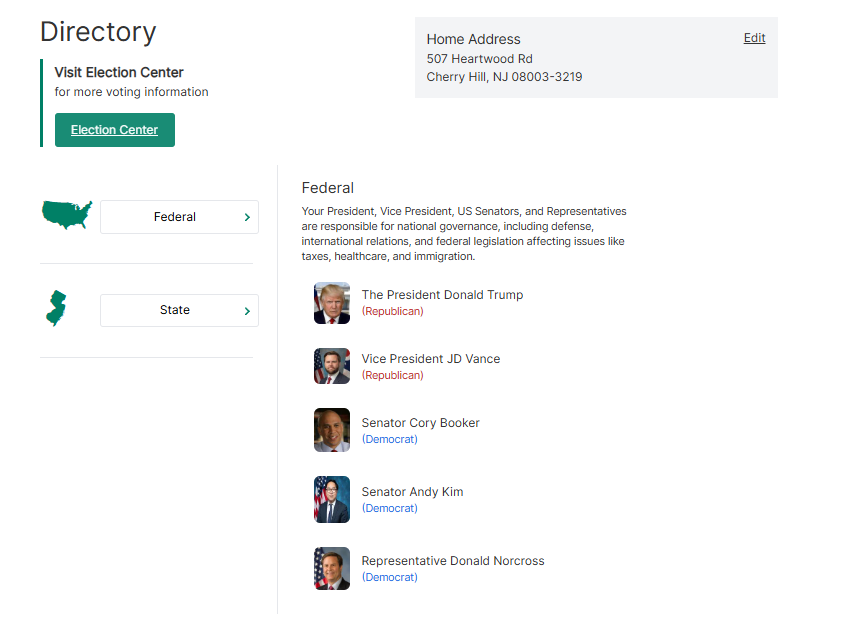 Directory
Visit Election Center
for more voting information
Election Center
Home Address
Edit
507 Heartwood Rd
Cherry Hill, NJ 08003-3219
Federal
State
Federal
Your President, Vice President, US Senators, and Representatives
are responsible for national governance, including defense,
international relations, and federal legislation affecting issues like
taxes, healthcare, and immigration.
The President Donald Trump
(Republican)
Vice President JD Vance
(Republican)
Senator Cory Booker
(Democrat)
Senator Andy Kim
(Democrat)
Representative Donald Norcross
(Democrat)